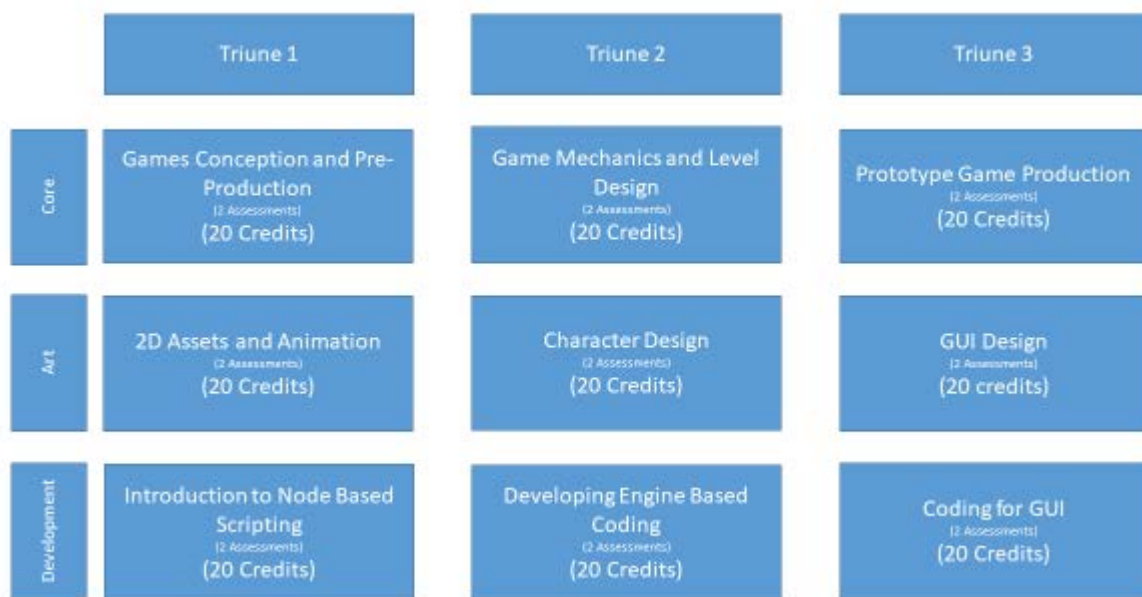 Triune 1
Triune 2
Triune 3
Core
Games Conception and Pre-
Production
(2 Assessments)
(20 Credits)
Game Mechanics and Level
Design
(2 Assessments)
(20 Credits)
Prototype Game Production
(2 Assessments)
(20 Credits)
Art
2D Assets and Animation
(2 Assessments)
(20 Credits)
Character Design
(2 Assessments)
(20 Credits)
GUI Design
(2 Assessments)
(20 credits)
Development
Introduction to Node Based
Scripting
(2 Assessments)
(20 Credits)
Developing Engine Based
Coding
(2 Assessments)
(20 Credits)
Coding for GUI
(2 Assessments)
(20 Credits)